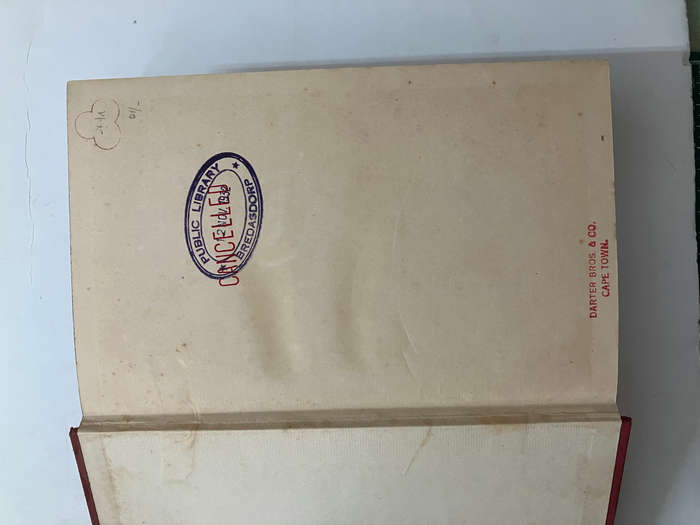 PUBLIC LIBRARY
CANCELLED
BREDASDORP
DARTER BROS. & CO.
CAPE TOWN.